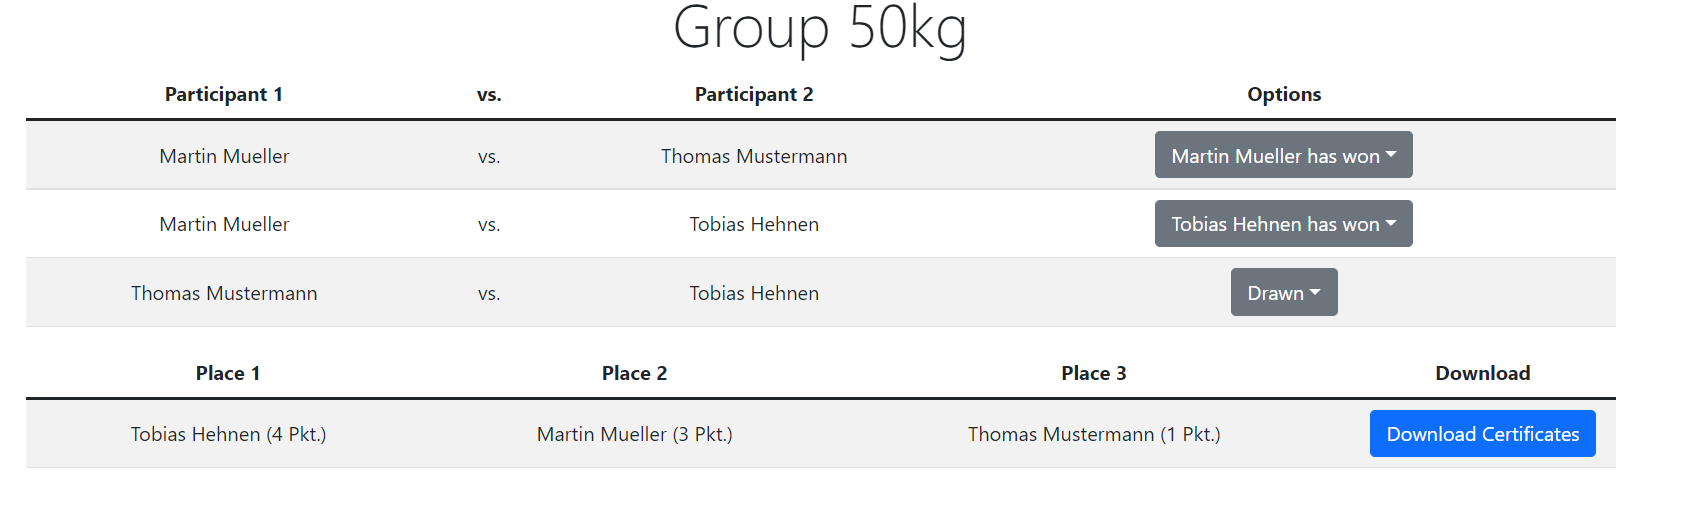 Group 50kg
Participant 1 vs. Participant 2 Options
Martin Mueller vs. Thomas Mustermann Martin Mueller has won
Martin Mueller vs. Tobias Hehnen Tobias Hehnen has won
Thomas Mustermann vs. Tobias Hehnen Drawn
Place 1 Place 2 Place 3 Download
Tobias Hehnen (4 Pkt.) Martin Mueller (3 Pkt.) Thomas Mustermann (1 Pkt.) Download Certificates